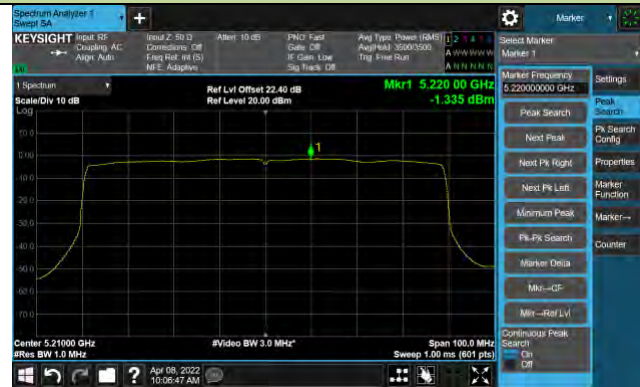 Spectrum Analyzer 1
Swept SA
Marker
KEYSIGHT Input: RF
Coupling: AC
Align: Auto
Input Z: 50 Ω
Corrections: Off
Freq Ref: Int (S)
NFE: Adaptive
Atten: 10 dB
PNO: Fast
Gate: Off
IF Gain: Low
Sig Track: Off
Avg Type: Power (RMS)
Avg|Hold: 3500/3500
Trig: Free Run
A W W W W W
A N N N N N
Select Marker
Marker 1
1 Spectrum
Scale/Div 10 dB
Log
Ref Lvl Offset 22.40 dB
Ref Level 20.00 dBm
Mkr1 5.220 00 GHz
-1.335 dBm
Marker Frequency
5.220000000 GHz
Settings
Peak Search
Peak
Search
Next Peak
Pk Search
Config
Next Pk Right
Properties
Next Pk Left
Marker
Function
Minimum Peak
Marker→
Pk-Pk Search
Counter
Marker Delta
Mkr→CF
Mkr→Ref Lvl
Continuous Peak
Search
On
Off
10.0
0.00
-10.0
-20.0
-30.0
-40.0
-50.0
-60.0
-70.0
1
Center 5.21000 GHz
#Res BW 1.0 MHz
#Video BW 3.0 MHz*
Span 100.0 MHz
Sweep 1.00 ms (601 pts)
Apr 08, 2022
10:06:47 AM